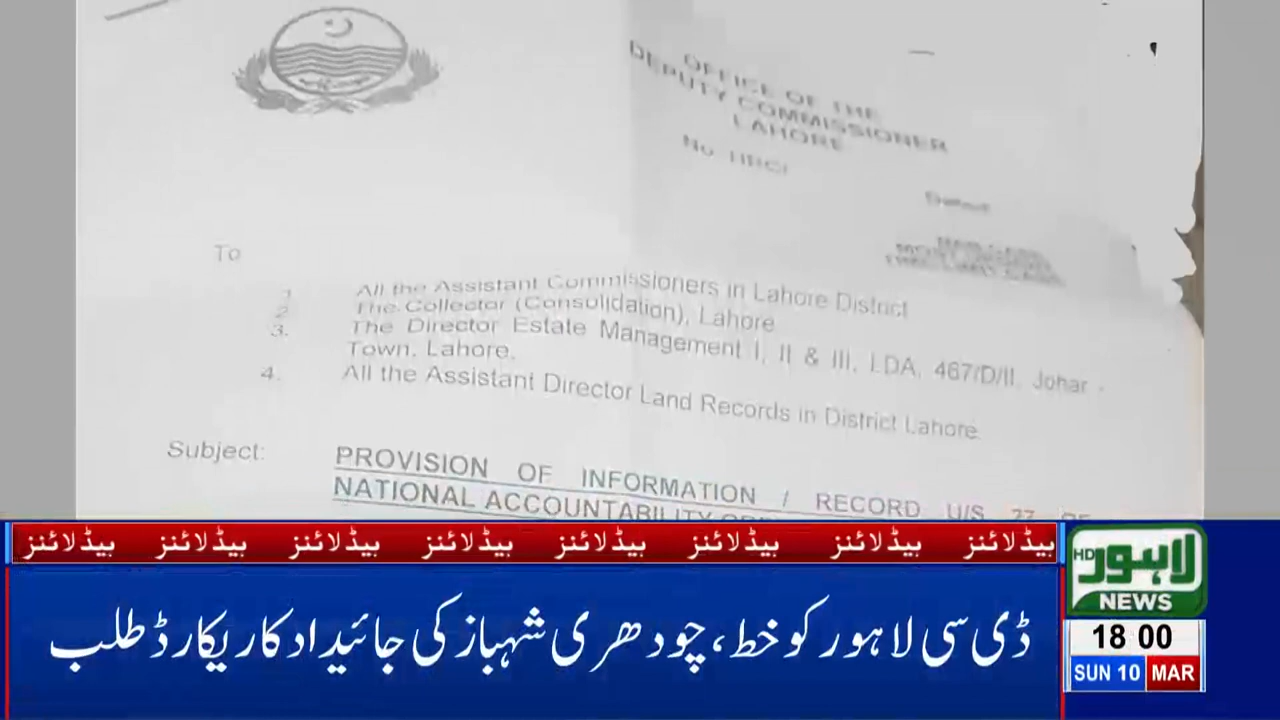 OFFICE OF THE
DEPUTY COMMISSIONER
LAHORE
No.
To
1. All the Assistant Commissioners in Lahore District
2. The Collector (Consolidation), Lahore
3. The Director Estate Management I, II & III, LDA, 467/D/II, Johar
Town, Lahore.
4. All the Assistant Director Land Records in District Lahore
Subject: PROVISION OF INFORMATION / RECORD U/S
NATIONAL ACCOUNTABILITY
ہیڈلائنز ہیڈلائنز ہیڈلائنز ہیڈلائنز ہیڈلائنز ہیڈلائنز ہیڈلائنز ہیڈلائنز
ڈی سی لاہور کو خط، چودھری شہباز کی جائیداد کا ریکارڈ طلب
HD لاہور
NEWS
18 00
SUN 10 MAR